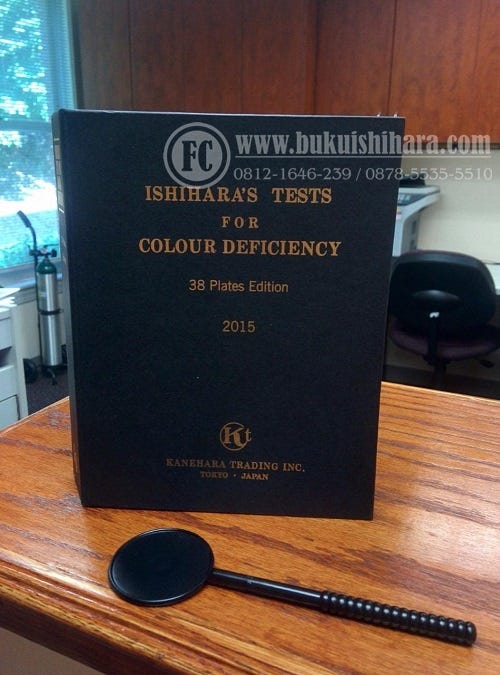 FC
www.bukuishihara.com
0812-1646-239 / 0878-5535-5510
ISHIHARA'S TESTS
FOR
COLOUR DEFICIENCY
38 Plates Edition
2015
Kt
KANEHARA TRADING INC.
TOKYO · JAPAN